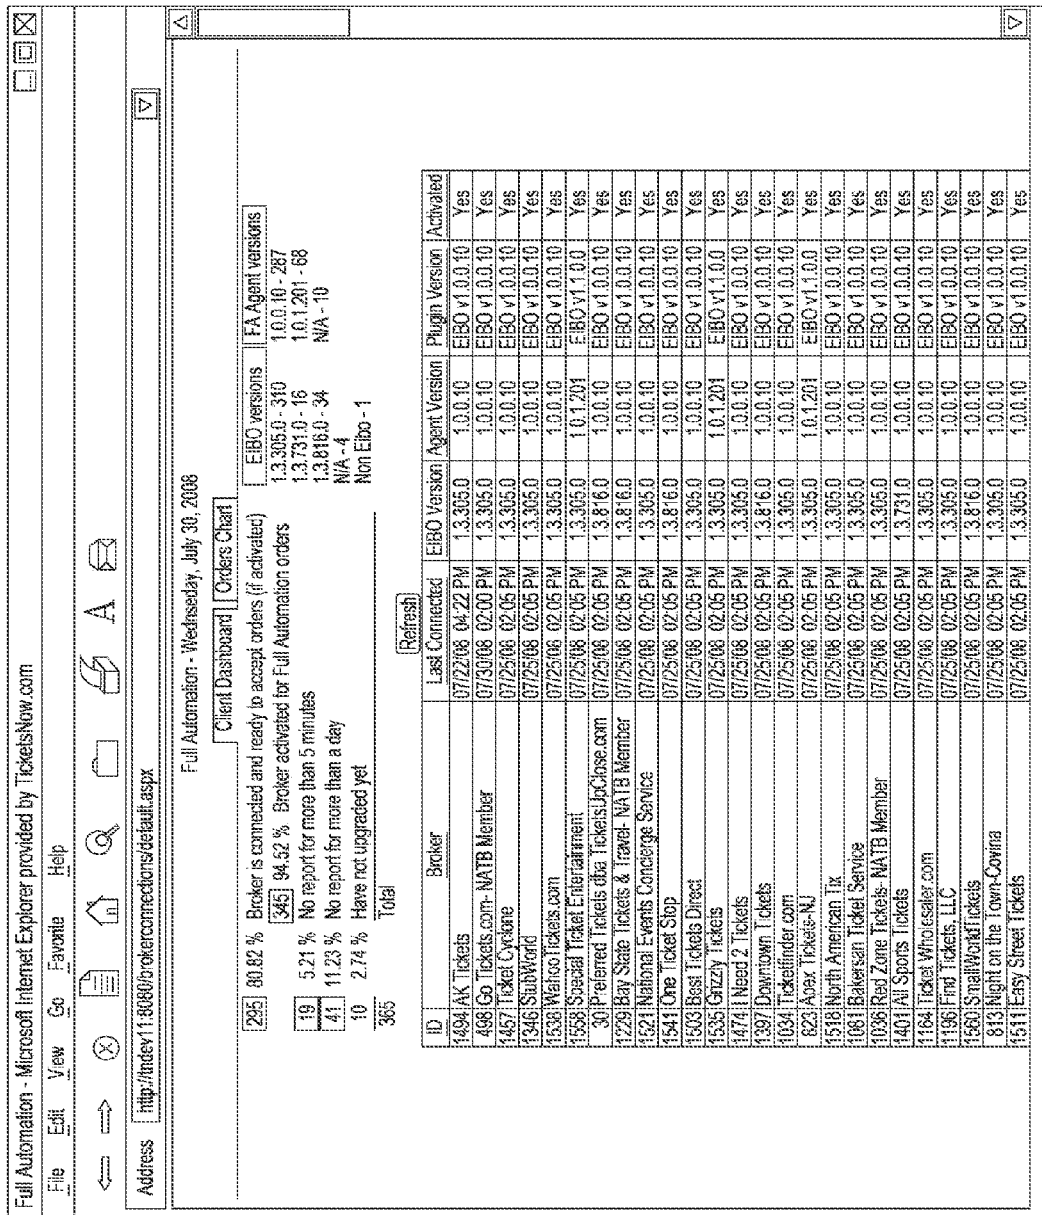 Full Automation - Microsoft Internet Explorer provided by TicketsNow.com
File Edit View Go Favorite Help
A
Address http://tndev11:8080/brokerconnections/default.aspx
Full Automation - Wednesday, July 30, 2008
Client Dashboard Orders Chart
295 80.82 % Broker is connected and ready to accept orders (if activated) EIBO versions FA Agent versions
345 94.52 % Broker activated for Full Automation orders 1.3.305.0 - 310 1.0.0.10 - 287
19 5.21 % No report for more than 5 minutes 1.3.731.0 - 16 1.0.1.201 - 68
41 11.23 % No report for more than a day 1.3.816.0 - 34 N/A - 10
10 2.74 % Have not upgraded yet N/A - 4
365 Total Non Eibo - 1
Refresh
ID Broker Last Connected EIBO Version Agent Version Plugin Version Activated
1494 AK Tickets 07/22/08 04:22 PM 1.3.305.0 1.0.0.10 EIBO v1.0.0.10 Yes
498 Go Tickets.com- NATB Member 07/30/08 02:00 PM 1.3.305.0 1.0.0.10 EIBO v1.0.0.10 Yes
1457 Ticket Cyclone 07/25/08 02:05 PM 1.3.305.0 1.0.0.10 EIBO v1.0.0.10 Yes
1346 StubWorld 07/25/08 02:05 PM 1.3.305.0 1.0.0.10 EIBO v1.0.0.10 Yes
1538 WahooTickets.com 07/25/08 02:05 PM 1.3.305.0 1.0.0.10 EIBO v1.0.0.10 Yes
1558 Special Ticket Entertainment 07/25/08 02:05 PM 1.3.305.0 1.0.1.201 EIBO v1.1.0.0 Yes
30 Preferred Tickets dba TicketsUpClose.com 07/25/08 02:05 PM 1.3.816.0 1.0.0.10 EIBO v1.0.0.10 Yes
1229 Bay State Tickets & Travel- NATB Member 07/25/08 02:05 PM 1.3.816.0 1.0.0.10 EIBO v1.0.0.10 Yes
1521 National Events Concierge Service 07/25/08 02:05 PM 1.3.305.0 1.0.0.10 EIBO v1.0.0.10 Yes
1541 One Ticket Stop 07/25/08 02:05 PM 1.3.816.0 1.0.0.10 EIBO v1.0.0.10 Yes
1503 Best Tickets Direct 07/25/08 02:05 PM 1.3.305.0 1.0.0.10 EIBO v1.0.0.10 Yes
1535 Grizzly Tickets 07/25/08 02:05 PM 1.3.305.0 1.0.1.201 EIBO v1.1.0.0 Yes
1474 I Need 2 Tickets 07/25/08 02:05 PM 1.3.305.0 1.0.0.10 EIBO v1.0.0.10 Yes
1397 Downtown Tickets 07/25/08 02:05 PM 1.3.816.0 1.0.0.10 EIBO v1.0.0.10 Yes
1034 Ticketfinder.com 07/25/08 02:05 PM 1.3.305.0 1.0.0.10 EIBO v1.0.0.10 Yes
623 Apex Tickets-NJ 07/25/08 02:05 PM 1.3.305.0 1.0.1.201 EIBO v1.1.0.0 Yes
1518 North American Tix 07/25/08 02:05 PM 1.3.305.0 1.0.0.10 EIBO v1.0.0.10 Yes
1081 Bakersan Ticket Service 07/25/08 02:05 PM 1.3.305.0 1.0.0.10 EIBO v1.0.0.10 Yes
1036 Red Zone Tickets- NATB Member 07/25/08 02:05 PM 1.3.305.0 1.0.0.10 EIBO v1.0.0.10 Yes
1401 All Sports Tickets 07/25/08 02:05 PM 1.3.731.0 1.0.0.10 EIBO v1.0.0.10 Yes
164 Ticket Wholesaler.com 07/25/08 02:05 PM 1.3.305.0 1.0.0.10 EIBO v1.0.0.10 Yes
1196 Find Tickets, LLC 07/25/08 02:05 PM 1.3.305.0 1.0.0.10 EIBO v1.0.0.10 Yes
1560 SmallWorldTickets 07/25/08 02:05 PM 1.3.816.0 1.0.0.10 EIBO v1.0.0.10 Yes
813 Night on the Town-Covina 07/25/08 02:05 PM 1.3.305.0 1.0.0.10 EIBO v1.0.0.10 Yes
1511 Easy Street Tickets 07/25/08 02:05 PM 1.3.305.0 1.0.0.10 EIBO v1.0.0.10 Yes